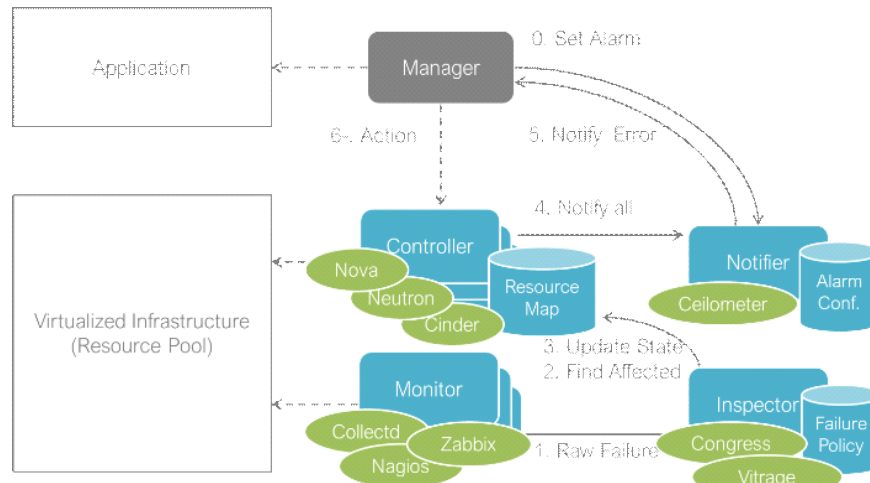 0. Set Alarm
Application
Manager
6-. Action
5. Notify Error
4. Notify all
Controller
Nova
Neutron
Cinder
Resource
Map
Notifier
Ceilometer
Alarm
Conf.
Virtualized Infrastructure
(Resource Pool)
3. Update State
2. Find Affected
Monitor
Collectd
Nagios
Zabbix
1. Raw Failure
Inspector
Congress
Vitrage
Failure
Policy